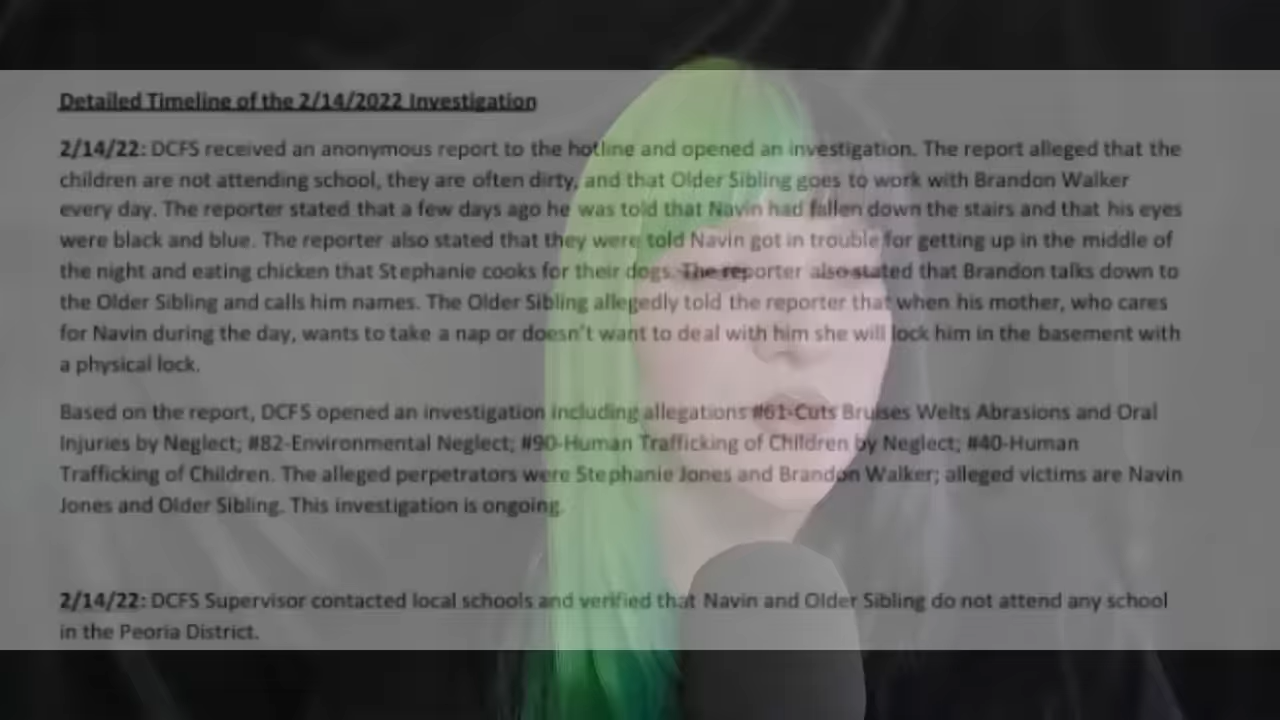 Detailed Timeline of the 2/14/2022 Investigation
2/14/22: DCFS received an anonymous report to the hotline and opened an investigation. The report alleged that the
children are not attending school, they are often dirty, and that Older Sibling goes to work with Brandon Walker
every day. The reporter stated that a few days ago he was told that Navin had fallen down the stairs and that his eyes
were black and blue. The reporter also stated that they were told Navin got in trouble for getting up in the middle of
the night and eating chicken that Stephanie cooks for their dogs. The reporter also stated that Brandon talks down to
the Older Sibling and calls him names. The Older Sibling allegedly told the reporter that when his mother, who cares
for Navin during the day, wants to take a nap or doesn't want to deal with him she will lock him in the basement with
a physical lock.
Based on the report, DCFS opened an investigation including allegations #61-Cuts Bruises Welts Abrasions and Oral
Injuries by Neglect; #82-Environmental Neglect; #90-Human Trafficking of Children by Neglect; #40-Human
Trafficking of Children. The alleged perpetrators were Stephanie Jones and Brandon Walker; alleged victims are Navin
Jones and Older Sibling. This investigation is ongoing.
2/14/22: DCFS Supervisor contacted local schools and verified that Navin and Older Sibling do not attend any school
in the Peoria District.